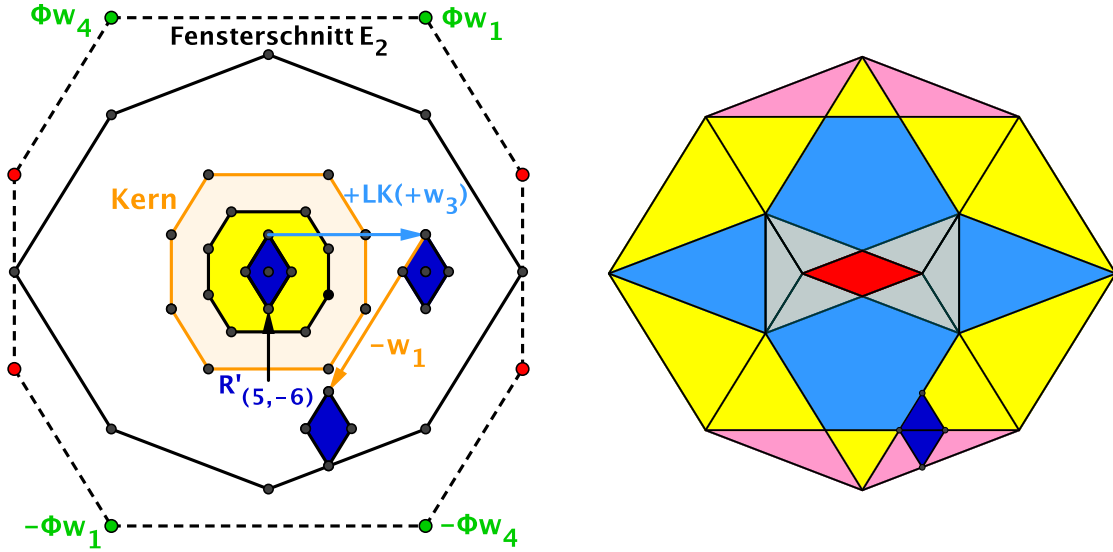 Φw₄
Φw₁
Fensterschnitt E₂
Kern
+LK(+w₃)
-w₁
R'₍₅,₋₆₎
-Φw₁
-Φw₄